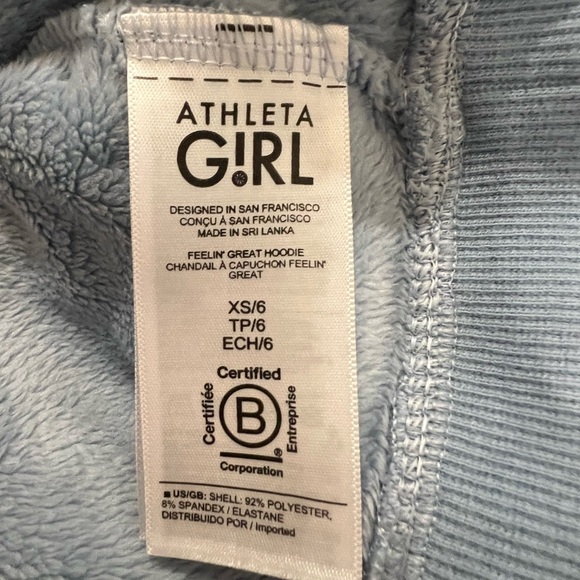 ATHLETA
G!RL
DESIGNED IN SAN FRANCISCO
CONÇU À SAN FRANCISCO
MADE IN SRI LANKA
FEELIN' GREAT HOODIE
CHANDAIL À CAPUCHON FEELIN'
GREAT
XS/6
TP/6
ECH/6
Certified
Certifiée
B
Entreprise
®
Corporation
US/GB: SHELL: 92% POLYESTER,
8% SPANDEX / ELASTANE
DISTRIBUIDO POR / Imported